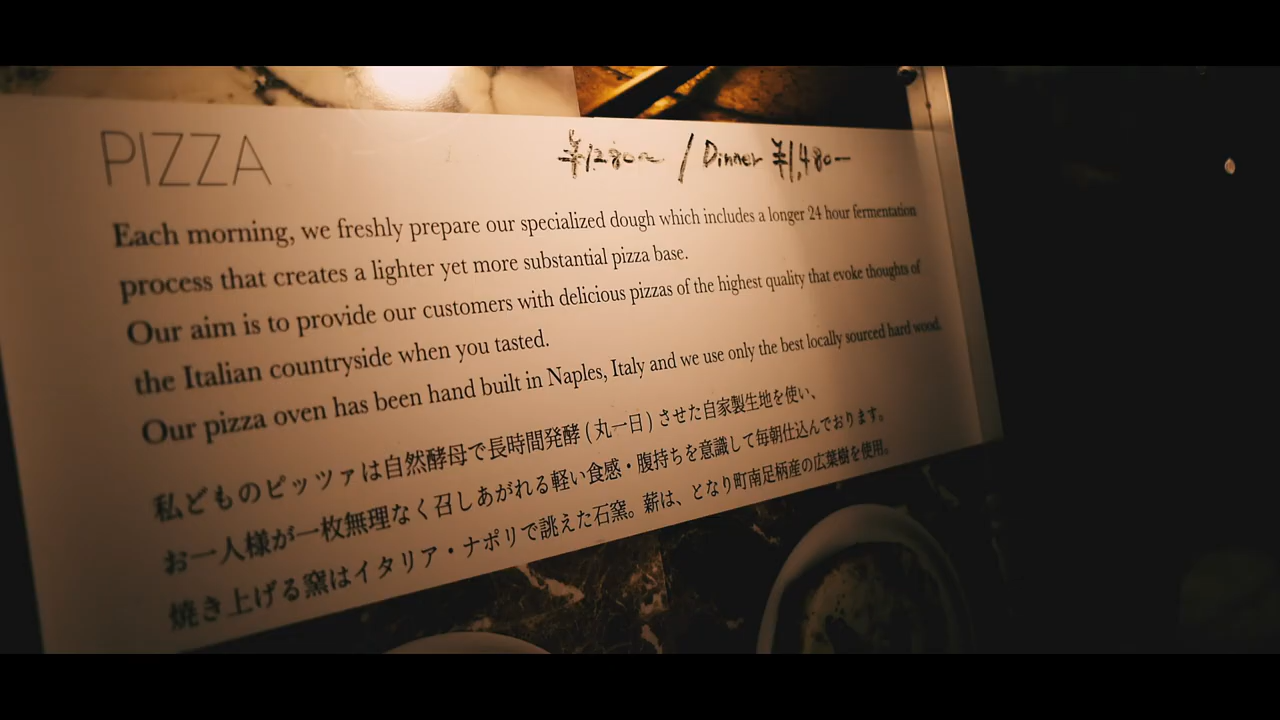 PIZZA
¥1280〜 / Dinner ¥1,480ー
Each morning, we freshly prepare our specialized dough which includes a longer 24 hour fermentation
process that creates a lighter yet more substantial pizza base.
Our aim is to provide our customers with delicious pizzas of the highest quality that evoke thoughts of
the Italian countryside when you tasted.
Our pizza oven has been hand built in Naples, Italy and we use only the best locally sourced hard wood.
私どものピッツァは自然酵母で長時間発酵(丸一日)させた自家製生地を使い、
お一人様が一枚無理なく召しあがれる軽い食感・腹持ちを意識して毎朝仕込んでおります。
焼き上げる窯はイタリア・ナポリで誂えた石窯。薪は、となり町南足柄産の広葉樹を使用。